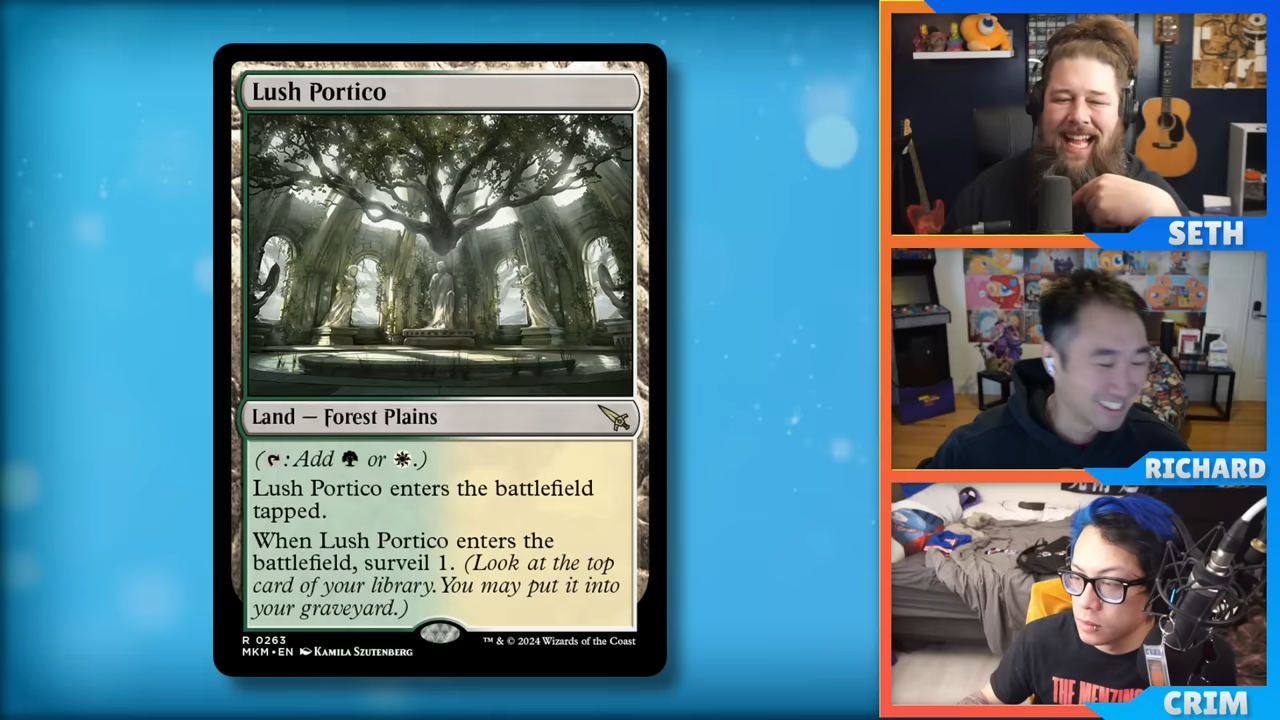 Lush Portico
Land — Forest Plains
( : Add or .)
Lush Portico enters the battlefield
tapped.
When Lush Portico enters the
battlefield, surveil 1. (Look at the top
card of your library. You may put it into
your graveyard.)
R 0263
MKM • EN KAMILA SZUTENBERG
™ & © 2024 Wizards of the Coast
SETH
RICHARD
THE MENZING
CRIM